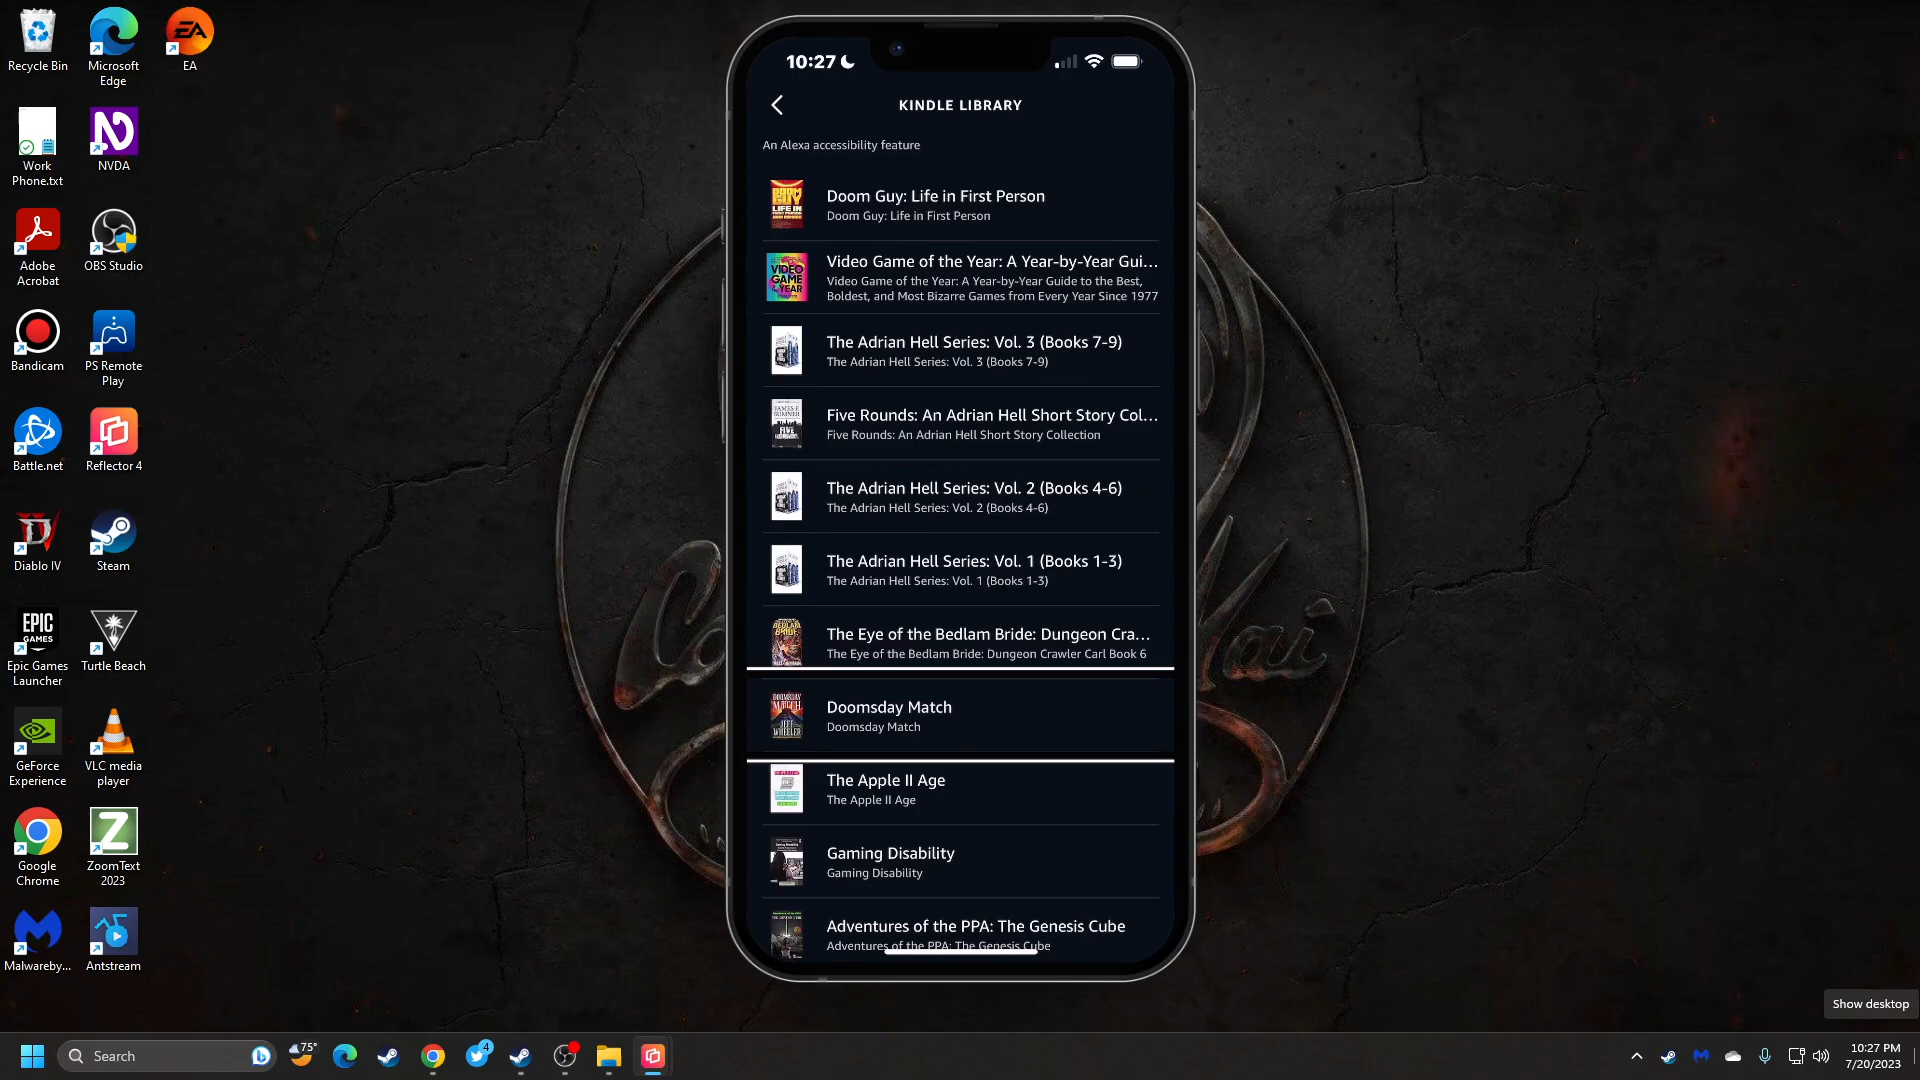 Recycle Bin
Microsoft
Edge
EA
EA
Work
Phone.txt
NVDA
Adobe
Acrobat
OBS Studio
Bandicam
PS Remote
Play
Battle.net
Reflector 4
Diablo IV
Steam
EPIC
GAMES
Epic Games
Launcher
Turtle Beach
GeForce
Experience
VLC media
player
Google
Chrome
ZoomText
2023
Malwareby...
Antstream
10:27
KINDLE LIBRARY
An Alexa accessibility feature
Doom Guy: Life in First Person
Doom Guy: Life in First Person
VIDEO
GAME
YEAR
Video Game of the Year: A Year-by-Year Gui...
Video Game of the Year: A Year-by-Year Guide to the Best,
Boldest, and Most Bizarre Games from Every Year Since 1977
The Adrian Hell Series: Vol. 3 (Books 7-9)
The Adrian Hell Series: Vol. 3 (Books 7-9)
Five Rounds: An Adrian Hell Short Story Col...
Five Rounds: An Adrian Hell Short Story Collection
The Adrian Hell Series: Vol. 2 (Books 4-6)
The Adrian Hell Series: Vol. 2 (Books 4-6)
The Adrian Hell Series: Vol. 1 (Books 1-3)
The Adrian Hell Series: Vol. 1 (Books 1-3)
The Eye of the Bedlam Bride: Dungeon Cra...
The Eye of the Bedlam Bride: Dungeon Crawler Carl Book 6
Doomsday Match
Doomsday Match
The Apple II Age
The Apple II Age
Gaming Disability
Gaming Disability
Adventures of the PPA: The Genesis Cube
Adventures of the PPA: The Genesis Cube
Show desktop
Search
75°
4
10:27 PM
7/20/2023